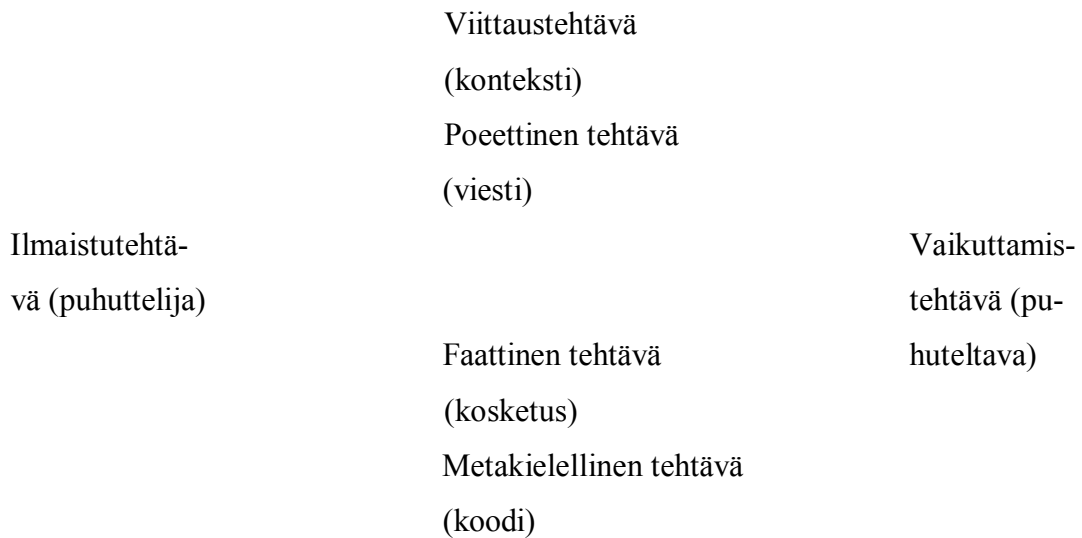 Viittaustehtävä
(konteksti)
Poeettinen tehtävä
(viesti)
Ilmaistutehtä-
vä (puhuttelija)
Vaikuttamis-
tehtävä (pu-
huteltava)
Faattinen tehtävä
(kosketus)
Metakielellinen tehtävä
(koodi)